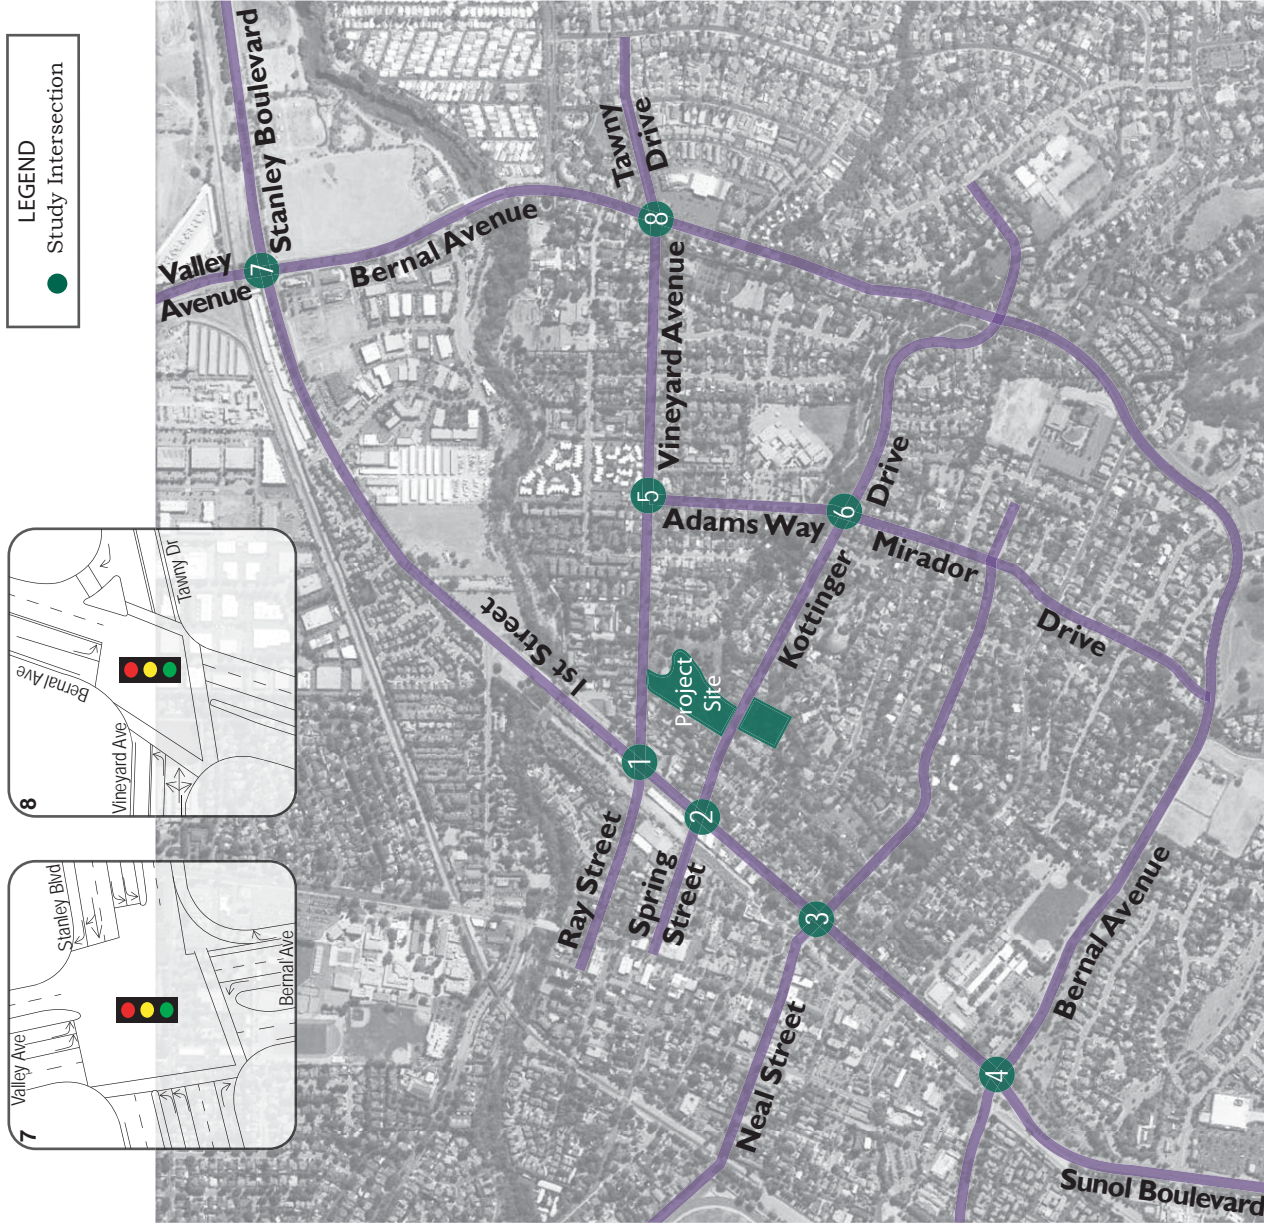 LEGEND
Study Intersection
Stanley Boulevard
Valley
Avenue
7
Bernal Avenue
Tawny
Drive
8
Vineyard Avenue
5
Adams Way
6
Drive
Kottinger
Mirador
Drive
1st Street
Project
Site
1
2
3
4
Ray Street
Spring
Street
Neal Street
Bernal Avenue
Sunol Boulevard
8
Bernal Ave
Tawny Dr
Vineyard Ave
7
Valley Ave
Stanley Blvd
Bernal Ave